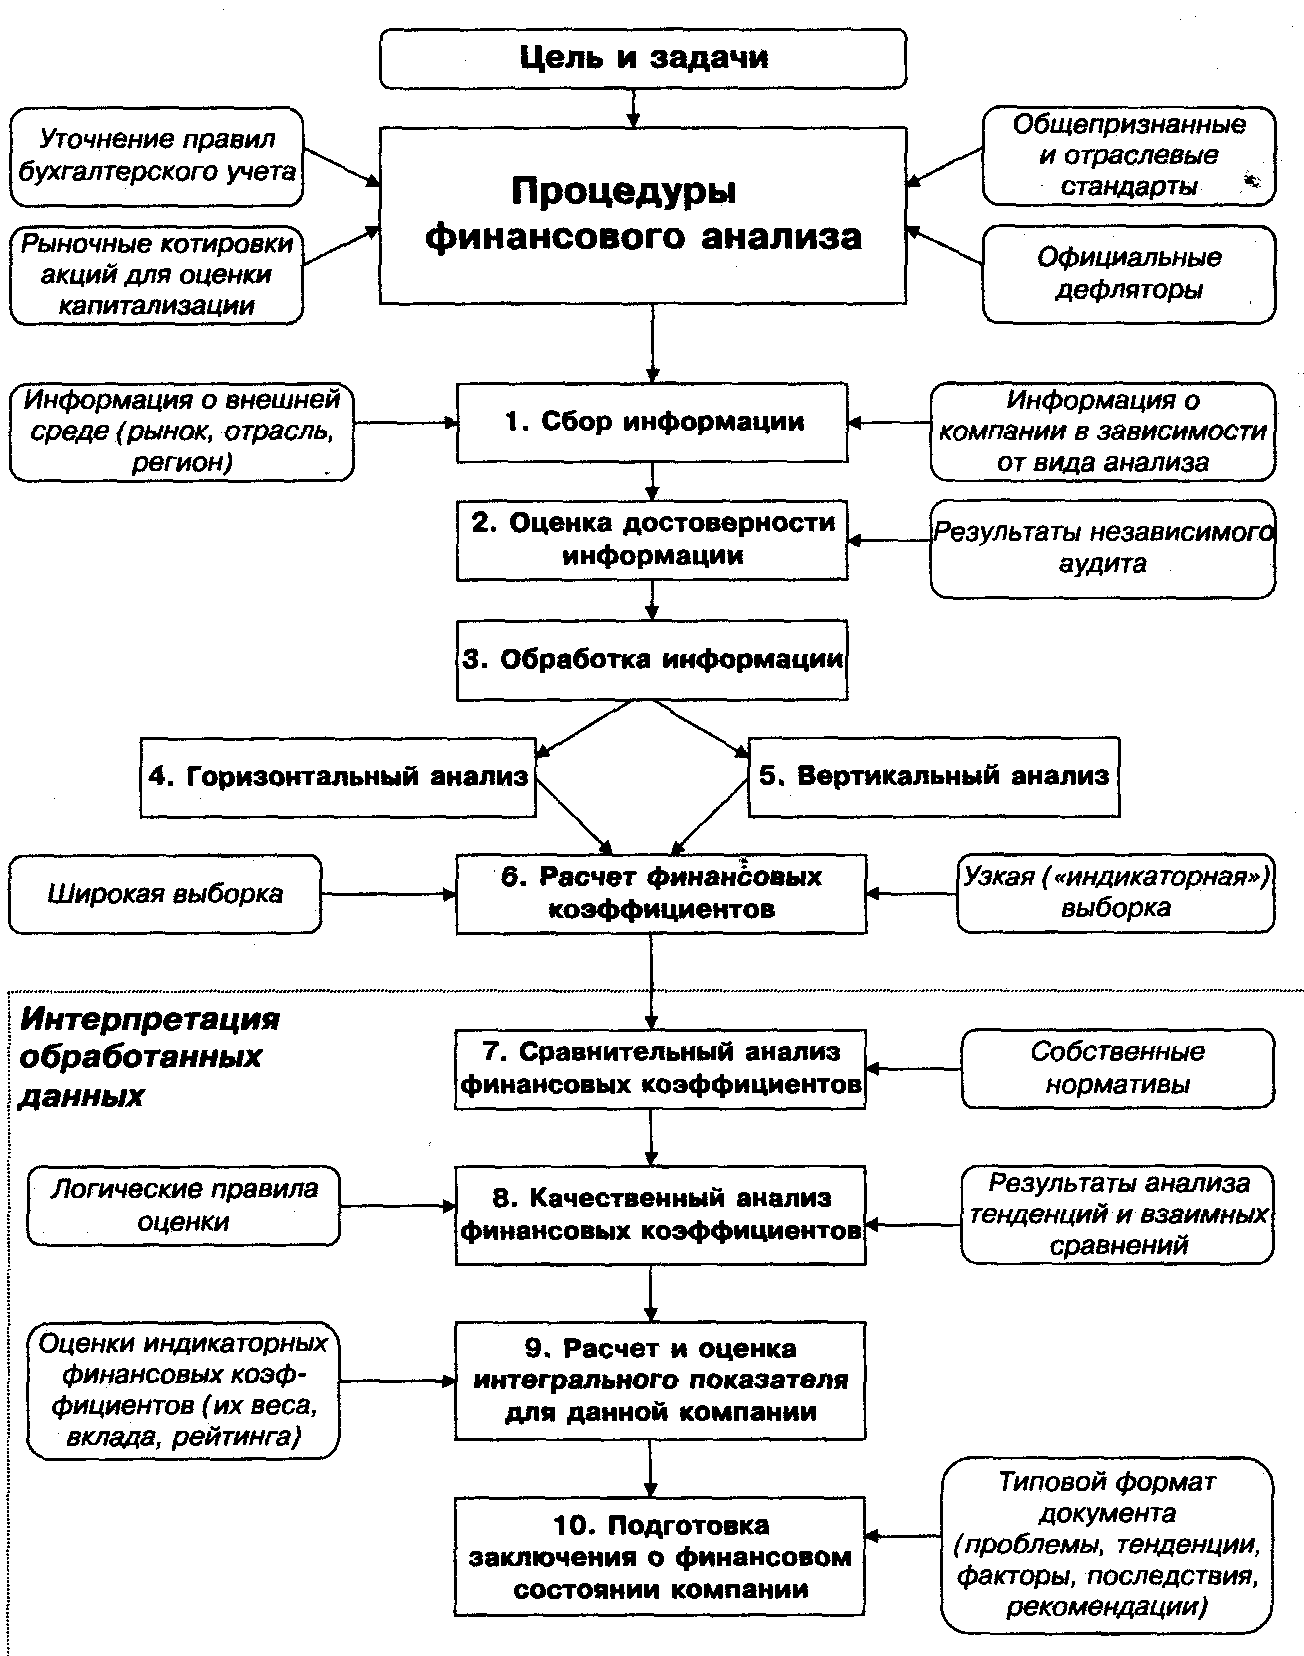 Цель и задачи
Уточнение правил
бухгалтерского учета
Общепризнанные
и отраслевые
стандарты
Процедуры
финансового анализа
Рыночные котировки
акций для оценки
капитализации
Официальные
дефляторы
Информация о внешней
среде (рынок, отрасль,
регион)
1. Сбор информации
Информация о
компании в зависимости
от вида анализа
2. Оценка достоверности
информации
Результаты независимого
аудита
3. Обработка информации
4. Горизонтальный анализ
5. Вертикальный анализ
Широкая выборка
6. Расчет финансовых
коэффициентов
Узкая («индикаторная»)
выборка
Интерпретация
обработанных
данных
7. Сравнительный анализ
финансовых коэффициентов
Собственные
нормативы
Логические правила
оценки
8. Качественный анализ
финансовых коэффициентов
Результаты анализа
тенденций и взаимных
сравнений
Оценки индикаторных
финансовых коэф-
фициентов (их веса,
вклада, рейтинга)
9. Расчет и оценка
интегрального показателя
для данной компании
10. Подготовка
заключения о финансовом
состоянии компании
Типовой формат
документа
(проблемы, тенденции,
факторы, последствия,
рекомендации)